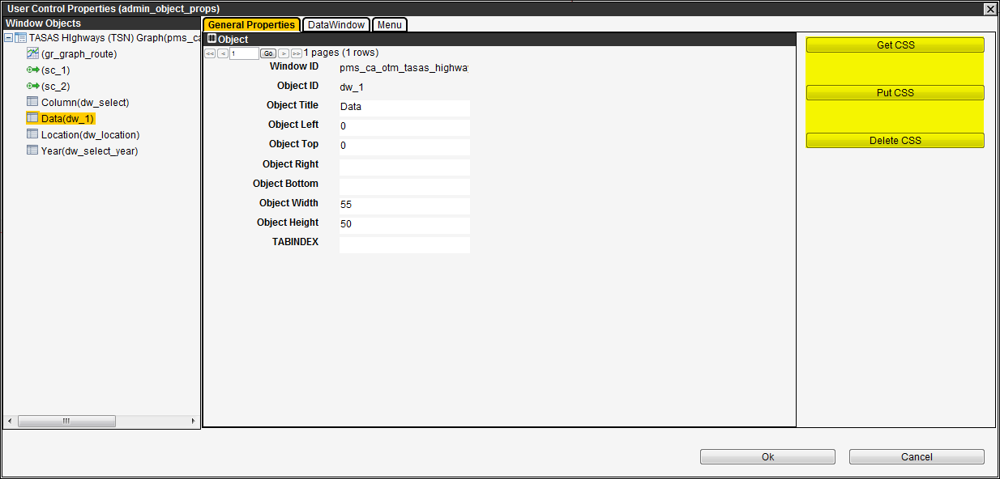 User Control Properties (admin_object_props)
Window Objects
TASAS HIghways (TSN) Graph(pms_ca
(gr_graph_route)
(sc_1)
(sc_2)
Column(dw_select)
Data(dw_1)
Location(dw_location)
Year(dw_select_year)
General Properties DataWindow Menu
Object
<< < 1 Go > >> 1 pages (1 rows)
Window ID pms_ca_otm_tasas_highway
Object ID dw_1
Object Title Data
Object Left 0
Object Top 0
Object Right
Object Bottom
Object Width 55
Object Height 50
TABINDEX
Get CSS
Put CSS
Delete CSS
Ok Cancel